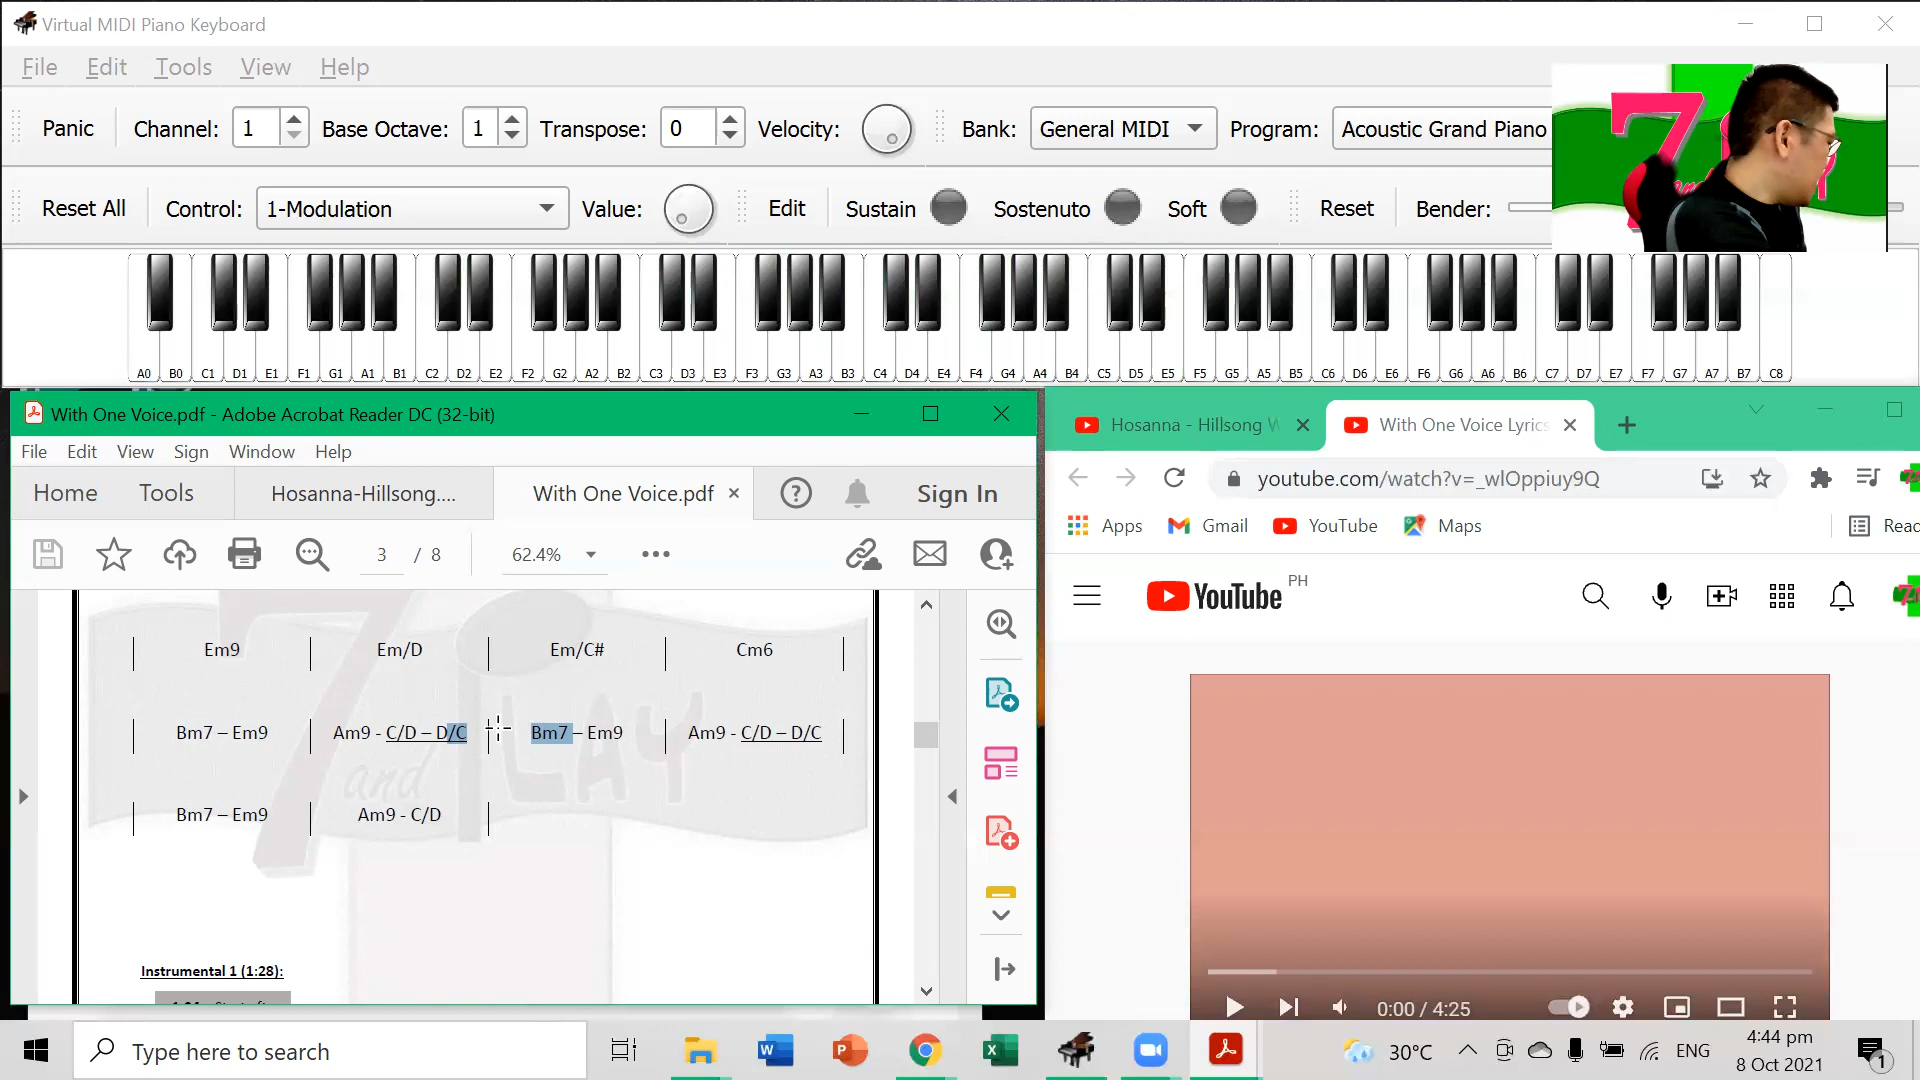 Virtual MIDI Piano Keyboard
File Edit Tools View Help
Panic Channel: 1 Base Octave: 1 Transpose: 0 Velocity: Bank: General MIDI Program: Acoustic Grand Piano
Reset All Control: 1-Modulation Value: Edit Sustain Sostenuto Soft Reset Bender:
7
A0 B0 C1 D1 E1 F1 G1 A1 B1 C2 D2 E2 F2 G2 A2 B2 C3 D3 E3 F3 G3 A3 B3 C4 D4 E4 F4 G4 A4 B4 C5 D5 E5 F5 G5 A5 B5 C6 D6 E6 F6 G6 A6 B6 C7 D7 E7 F7 G7 A7 B7 C8
With One Voice.pdf - Adobe Acrobat Reader DC (32-bit)
File Edit View Sign Window Help
Home Tools Hosanna-Hillsong.... With One Voice.pdf Sign In
3 / 8 62.4%
Em9 Em/D Em/C# Cm6
Bm7 – Em9 Am9 - C/D – D/C Bm7 – Em9 Am9 - C/D – D/C
Bm7 – Em9 Am9 - C/D
7 and PLAY
Instrumental 1 (1:28):
Hosanna - Hillsong With One Voice Lyrics
youtube.com/watch?v=_wlOppiuy9Q
Apps Gmail YouTube Maps Read
YouTube PH
0:00 / 4:25
Type here to search
30°C ENG 4:44 pm
8 Oct 2021
1